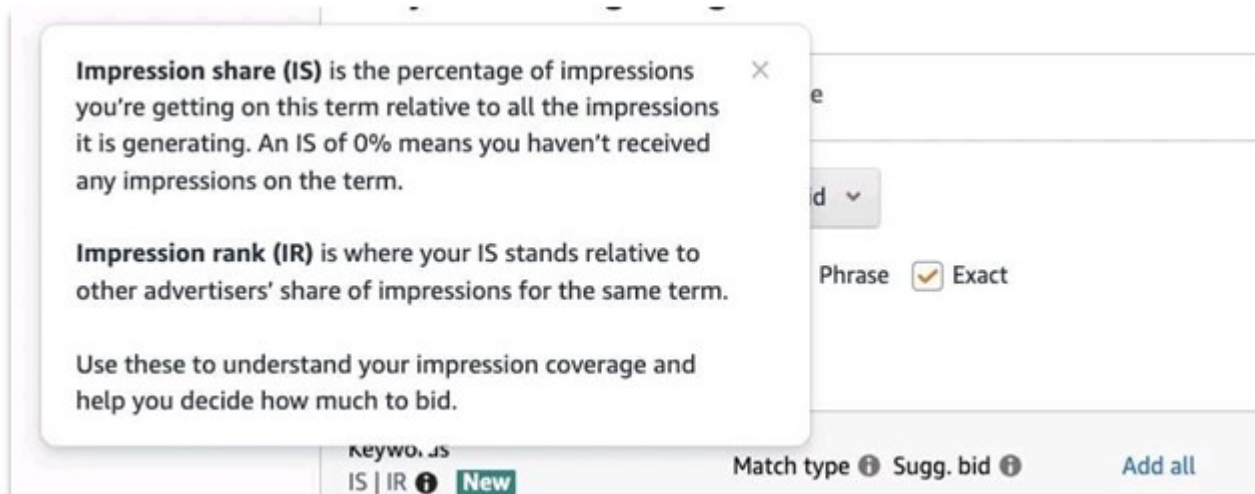 Impression share (IS) is the percentage of impressions
you're getting on this term relative to all the impressions
it is generating. An IS of 0% means you haven't received
any impressions on the term.
Impression rank (IR) is where your IS stands relative to
other advertisers' share of impressions for the same term.
Use these to understand your impression coverage and
help you decide how much to bid.
Phrase Exact
Keywords
IS | IR New
Match type Sugg. bid Add all